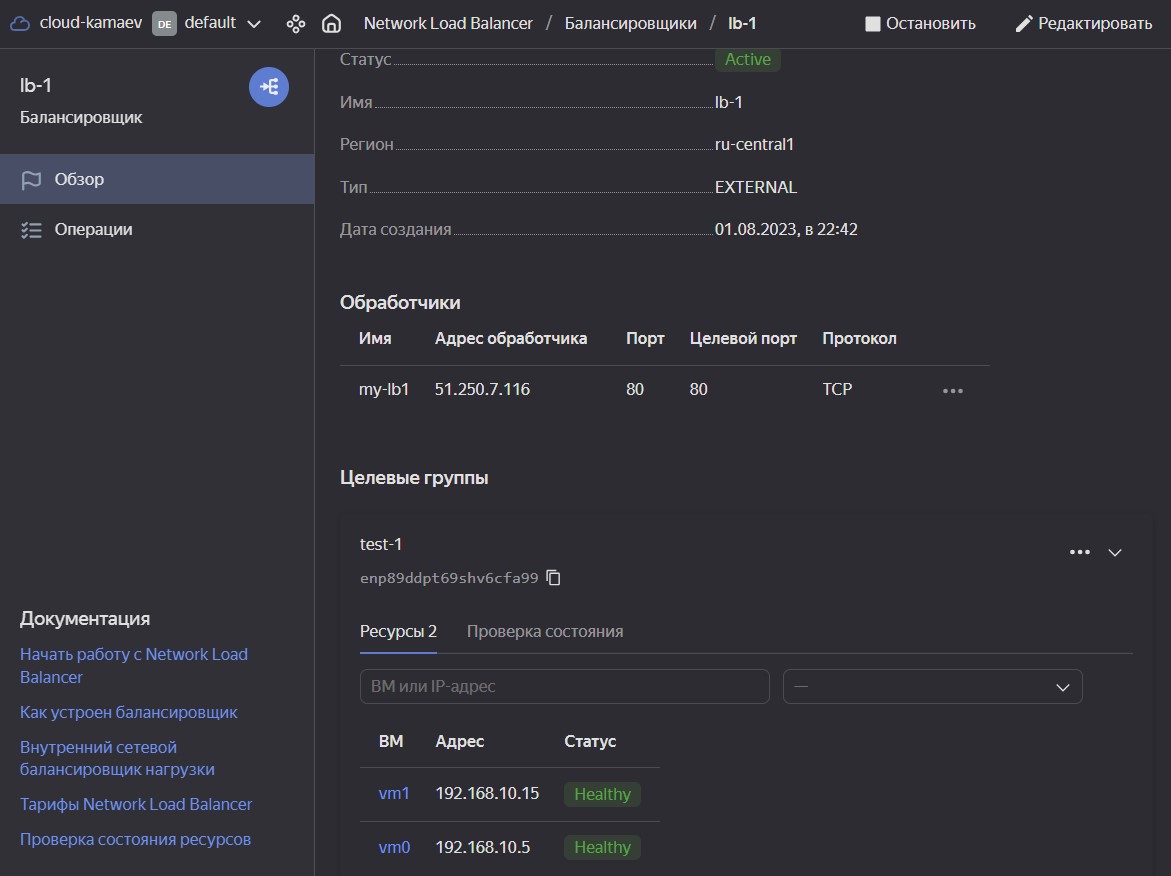 cloud-kamaev DE default Network Load Balancer / Балансировщики / lb-1 Остановить Редактировать
lb-1
Балансировщик
Обзор
Операции
Документация
Начать работу с Network Load
Balancer
Как устроен балансировщик
Внутренний сетевой
балансировщик нагрузки
Тарифы Network Load Balancer
Проверка состояния ресурсов
Статус Active
Имя lb-1
Регион ru-central1
Тип EXTERNAL
Дата создания 01.08.2023, в 22:42
Обработчики
Имя Адрес обработчика Порт Целевой порт Протокол
my-lb1 51.250.7.116 80 80 TCP
Целевые группы
test-1
enp89ddpt69shv6cfa99
Ресурсы 2 Проверка состояния
ВМ или IP-адрес —
ВМ Адрес Статус
vm1 192.168.10.15 Healthy
vm0 192.168.10.5 Healthy